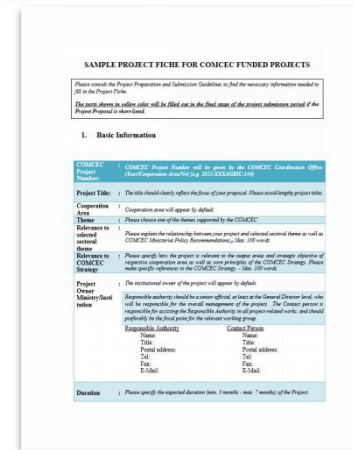 SAMPLE PROJECT FICHE FOR COMCEC FUNDED PROJECTS
Please consult the Project Preparation and Submission Guidelines to find the necessary information needed to
fill in the Project Fiche.
The parts shown in yellow color will be filled out in the final stage of the project submission period if the
Project Proposal is short-listed.
1. Basic Information
COMCEC Project Number: : COMCEC Project Number will be given by the COMCEC Coordination Office
(Year/Cooperation Area/No) [e.g. 2013-XXXAGRIC-144)
Project Title: : The title should clearly reflect the focus of your proposal. Please avoid lengthy project titles.
Cooperation Area : Cooperation area will appear by default.
Theme : Please choose one of the themes supported by the COMCEC
Relevance to selected sectoral theme : Please explain the relationship between your project and selected sectoral theme as well as
COMCEC Ministerial Policy Recommendations. Max. 100 words
Relevance to COMCEC Strategy : Please specify how the project is relevant to the output areas and strategic objective of
respective cooperation area as well as core principles of the COMCEC Strategy. Please
make specific references to the COMCEC Strategy. - Max. 100 words
Project Owner Ministry/Insti tution : The institutional owner of the project will appear by default.
Responsible authority should be a senior official, at least at the General Director level, who
will be responsible for the overall management of the project. The Contact person is
responsible for assisting the Responsible Authority in all project-related works, and should
preferably be the focal point for the relevant working group.
Responsible Authority Contact Person
Name: Name:
Title: Title:
Postal address: Postal address:
Tel: Tel:
Fax: Fax:
E-Mail: E-Mail:
Duration : Please specify the expected duration (min. 3 months - max. 7 months) of the Project.